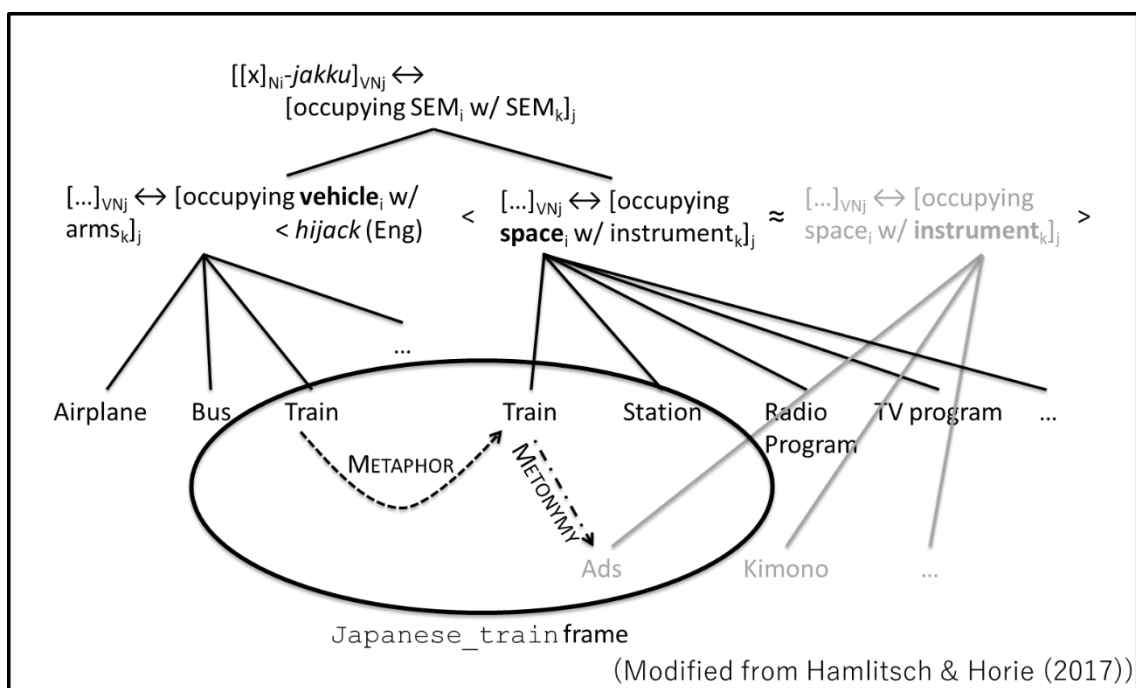 [[x]Ni-jakku]VNj ↔
[occupying SEMi w/ SEMk]j
[…]VNj ↔ [occupying vehiclei w/
armsk]j < hijack (Eng)
<
[…]VNj ↔ [occupying
spacei w/ instrumentk]j
≈
[…]VNj ↔ [occupying
spacei w/ instrumentk]j
>
...
Airplane Bus Train Train Station Radio TV program ...
Program
METAPHOR
METONYMY
Ads Kimono ...
Japanese_train frame
(Modified from Hamlitsch & Horie (2017))